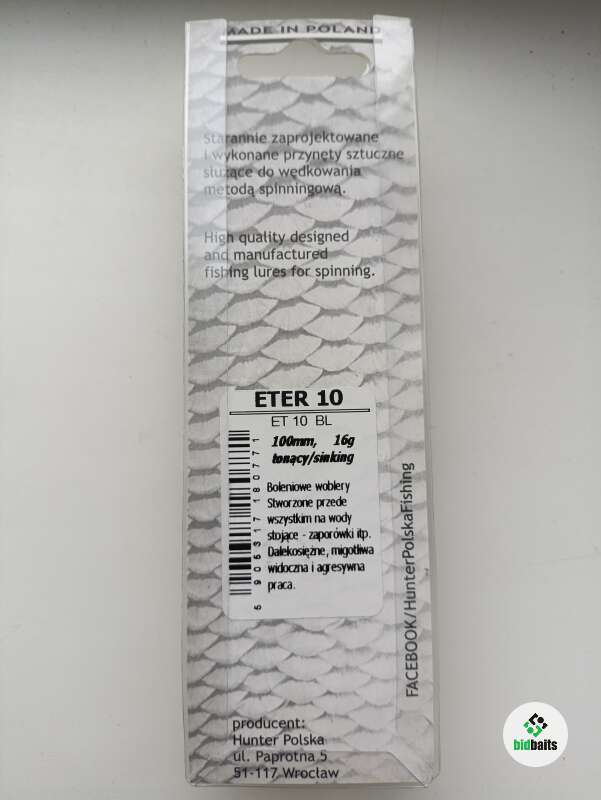 MADE IN POLAND
Starannie zaprojektowane
i wykonane przynęty sztuczne
służące do wędkowania
metodą spinningową.
High quality designed
and manufactured
fishing lures for spinning.
ETER 10
ET 10 BL
100mm, 16g
tonący/sinking
Boleniowe woblery
Stworzone przede
wszystkim na wody
stojące - zaporówki itp.
Dalekosiężne, migotliwa
widoczna i agresywna
praca.
5 906317 180771
FACEBOOK/HunterPolskaFishing
producent:
Hunter Polska
ul. Paprotna 5
51-117 Wrocław
bidbaits